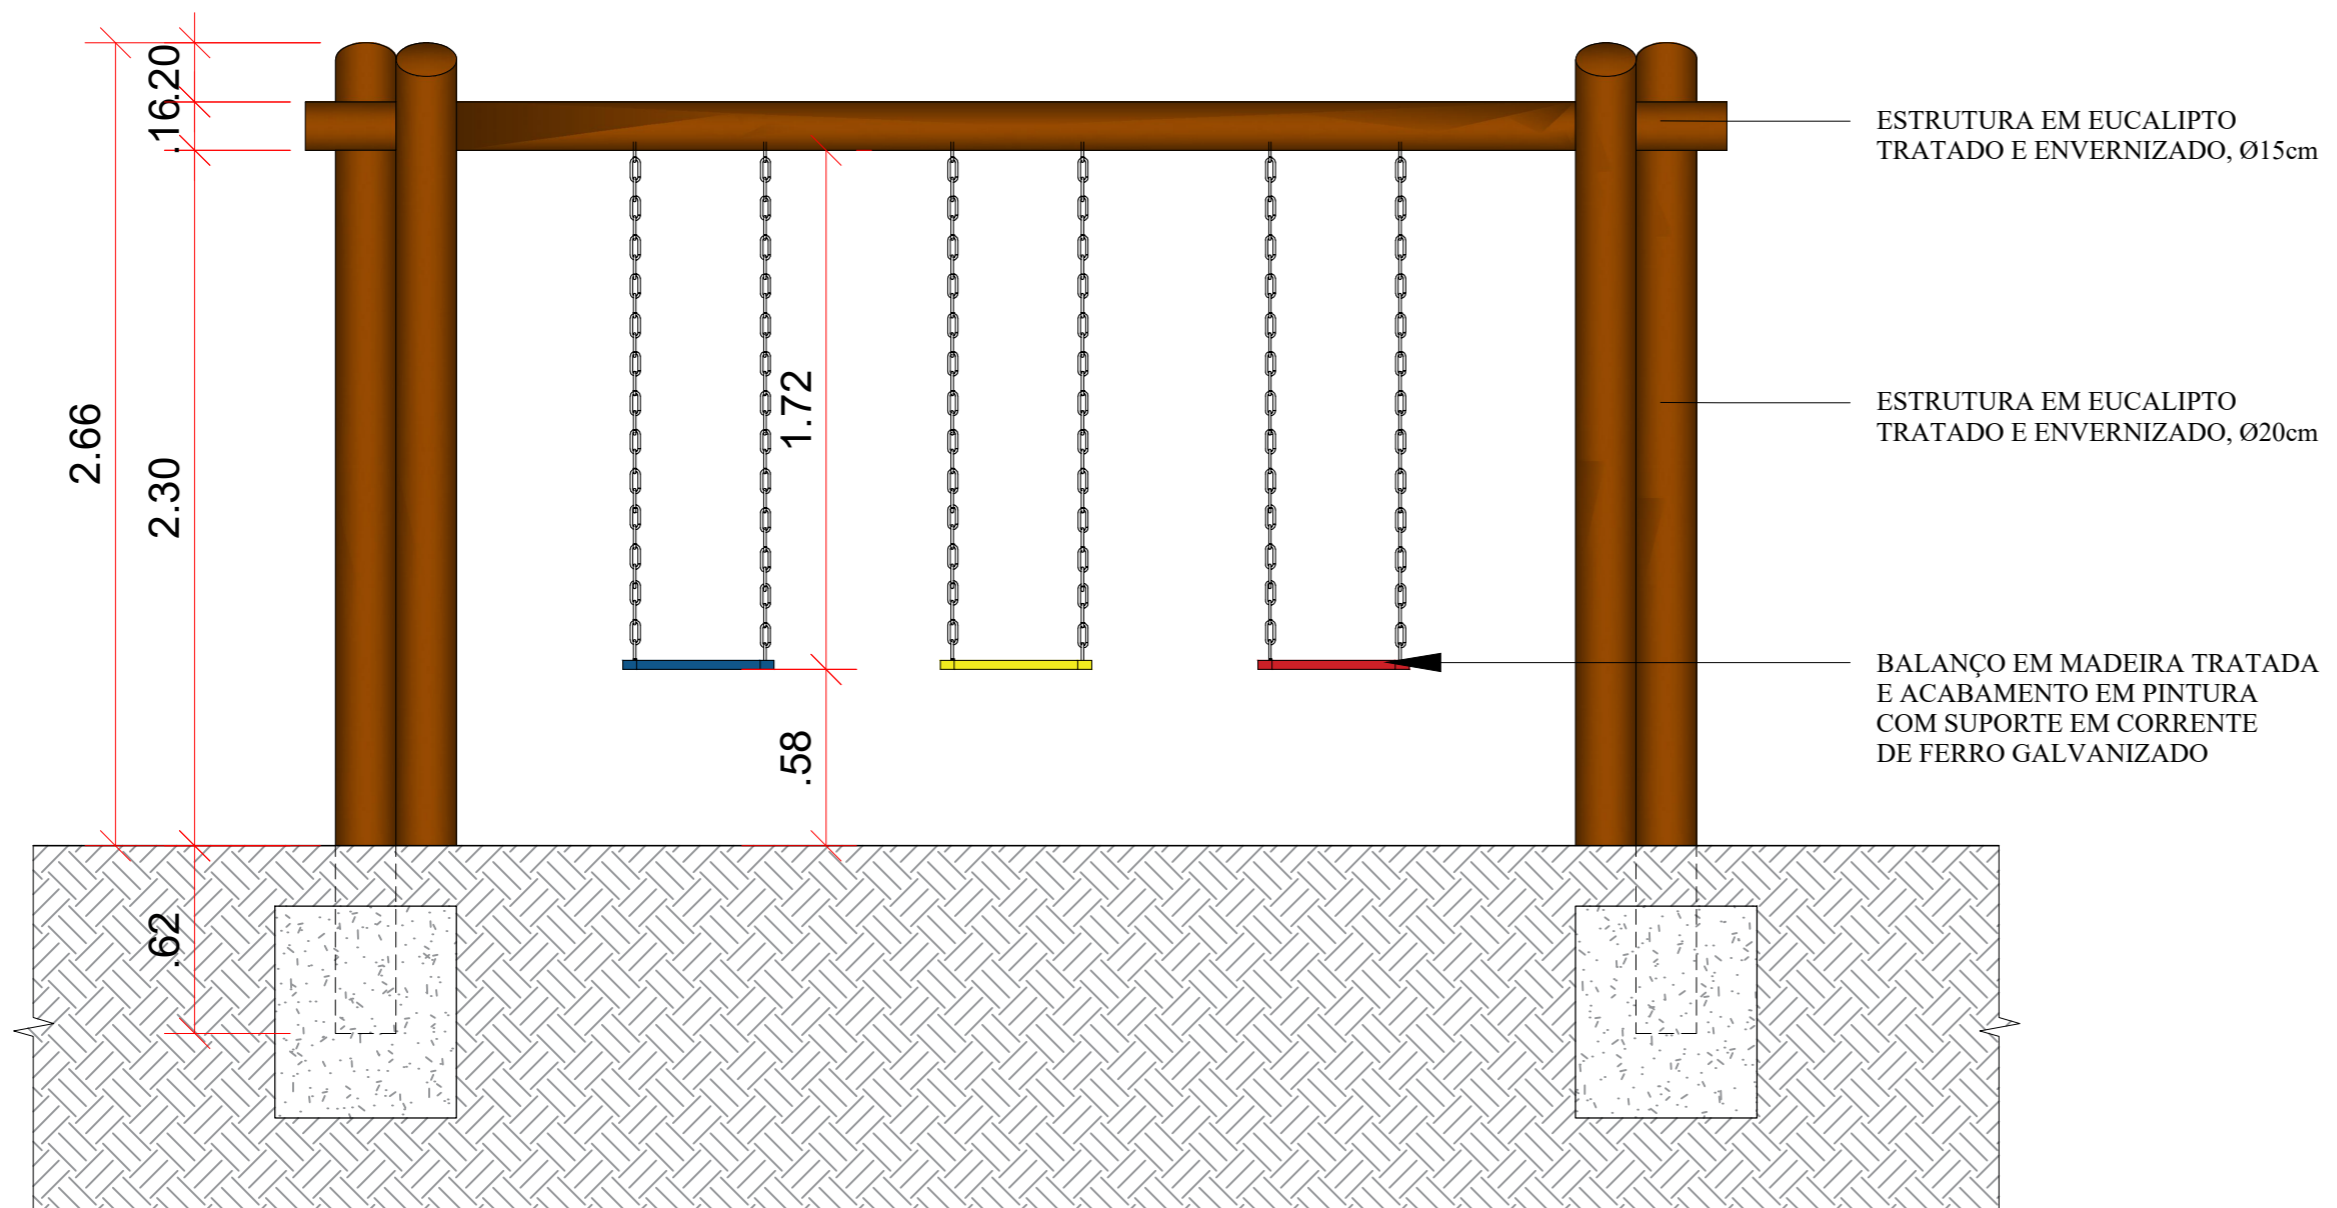 .20
.16
2.66
2.30
1.72
.58
.62
ESTRUTURA EM EUCALIPTO
TRATADO E ENVERNIZADO, Ø15cm
ESTRUTURA EM EUCALIPTO
TRATADO E ENVERNIZADO, Ø20cm
BALANÇO EM MADEIRA TRATADA
E ACABAMENTO EM PINTURA
COM SUPORTE EM CORRENTE
DE FERRO GALVANIZADO